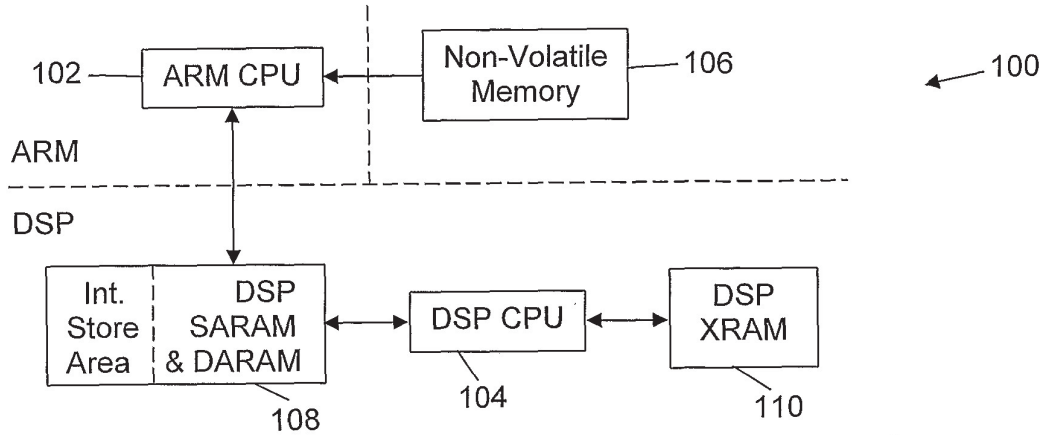 102
ARM CPU
Non-Volatile
Memory
106
100
ARM
DSP
Int.
Store
Area
DSP
SARAM
& DARAM
108
DSP CPU
104
DSP
XRAM
110